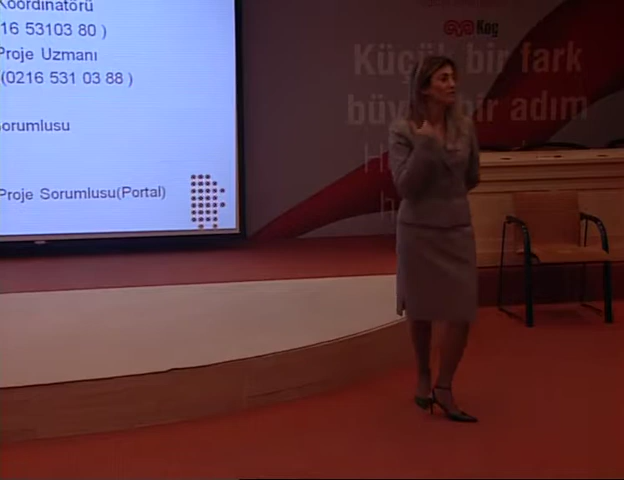 Koordinatörü
16 53103 80 )
Proje Uzmanı
(0216 531 03 88 )
Sorumlusu
Proje Sorumlusu(Portal)
Koç
Küçük bir fark
büyük bir adım